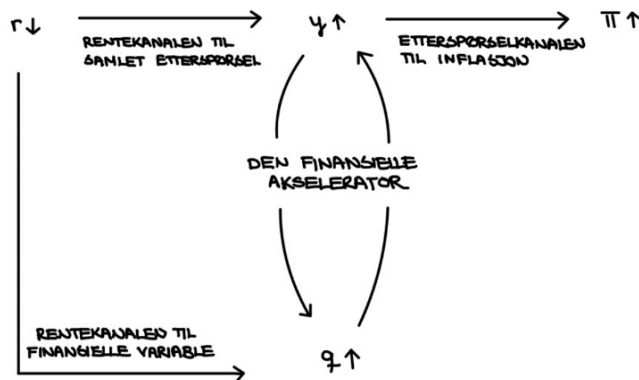 r↓
RENTEKANALEN TIL
SAMLET ETTERSPØRSEL
y↑
ETTERSPØRSELKANALEN
TIL INFLASJON
π↑
DEN FINANSIELLE
AKSELERATOR
RENTEKANALEN TIL
FINANSIELLE VARIABLE
q↑